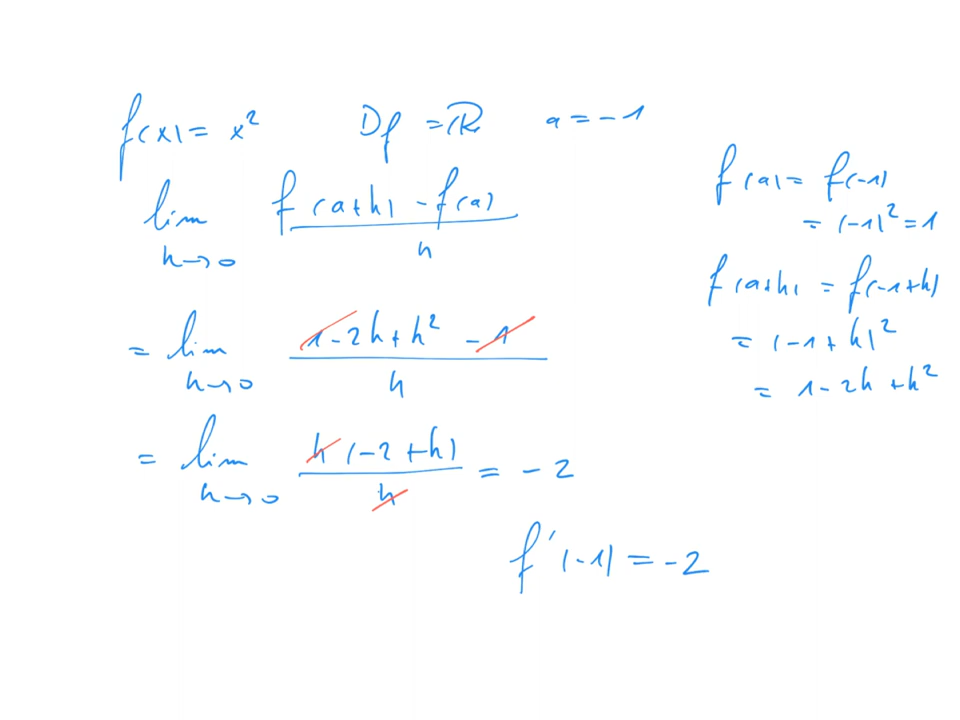 f(x) = x² Df = ℝ a = -1
lim h→0 (f(a+h) - f(a)) / h
= lim h→0 (1 - 2h + h² - 1) / h
= lim h→0 h(-2 + h) / h = -2
f'(-1) = -2
f(a) = f(-1)
= (-1)² = 1
f(a+h) = f(-1+h)
= (-1 + h)²
= 1 - 2h + h²